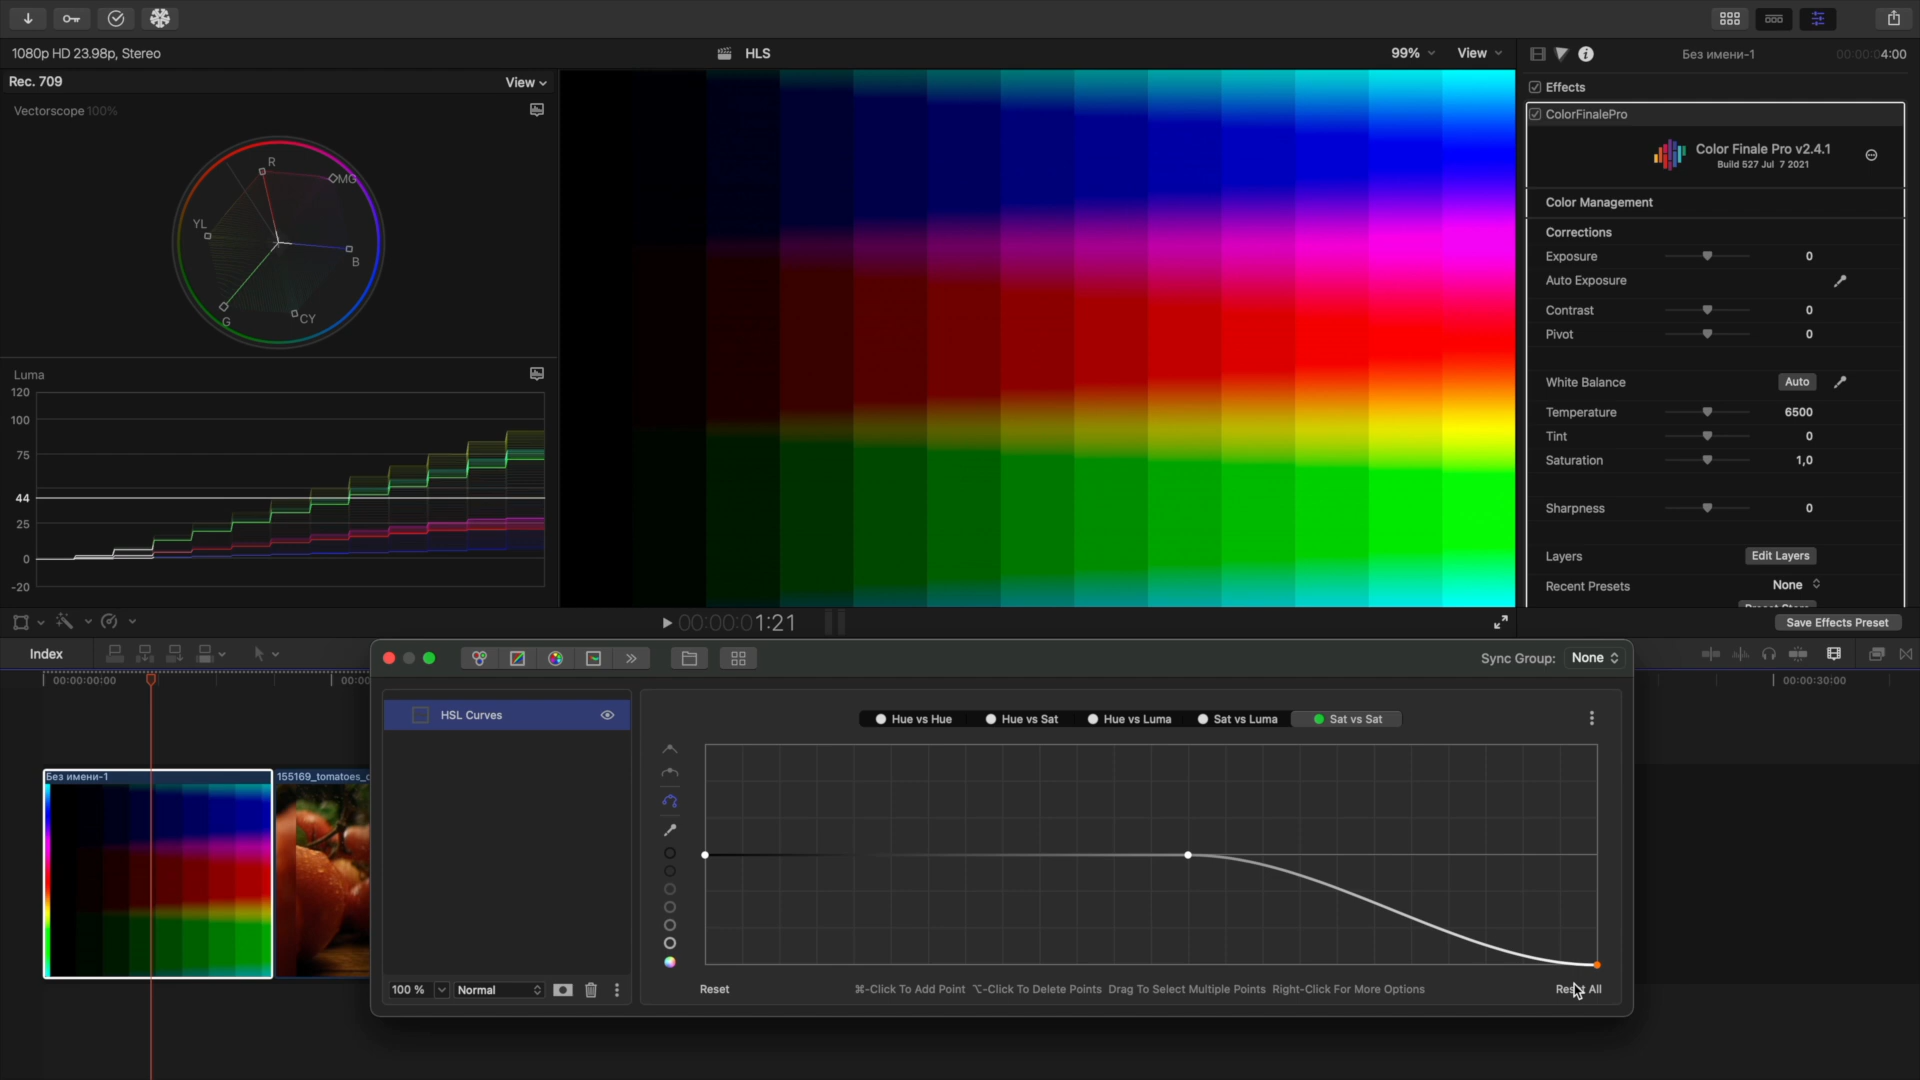 1080p HD 23.98p, Stereo
HLS
99%
View
Без имени-1
00:00:04:00
Rec. 709
View
Effects
Vectorscope 100%
ColorFinalePro
Color Finale Pro v2.4.1
Build 527 Jul 7 2021
R
MG
YL
B
G
CY
Color Management
Corrections
Exposure
0
Auto Exposure
Contrast
0
Pivot
0
White Balance
Auto
Temperature
6500
Tint
0
Saturation
1,0
Sharpness
0
Layers
Edit Layers
Recent Presets
None
Luma
120
100
75
44
25
0
-20
00:00:01:21
Save Effects Preset
Index
Sync Group:
None
00:00:00:00
00:00:30:00
HSL Curves
Hue vs Hue
Hue vs Sat
Hue vs Luma
Sat vs Luma
Sat vs Sat
Без имени-1
155169_tomatoes_
100 %
Normal
Reset
⌘-Click To Add Point ⌥-Click To Delete Points Drag To Select Multiple Points Right-Click For More Options
Reset All